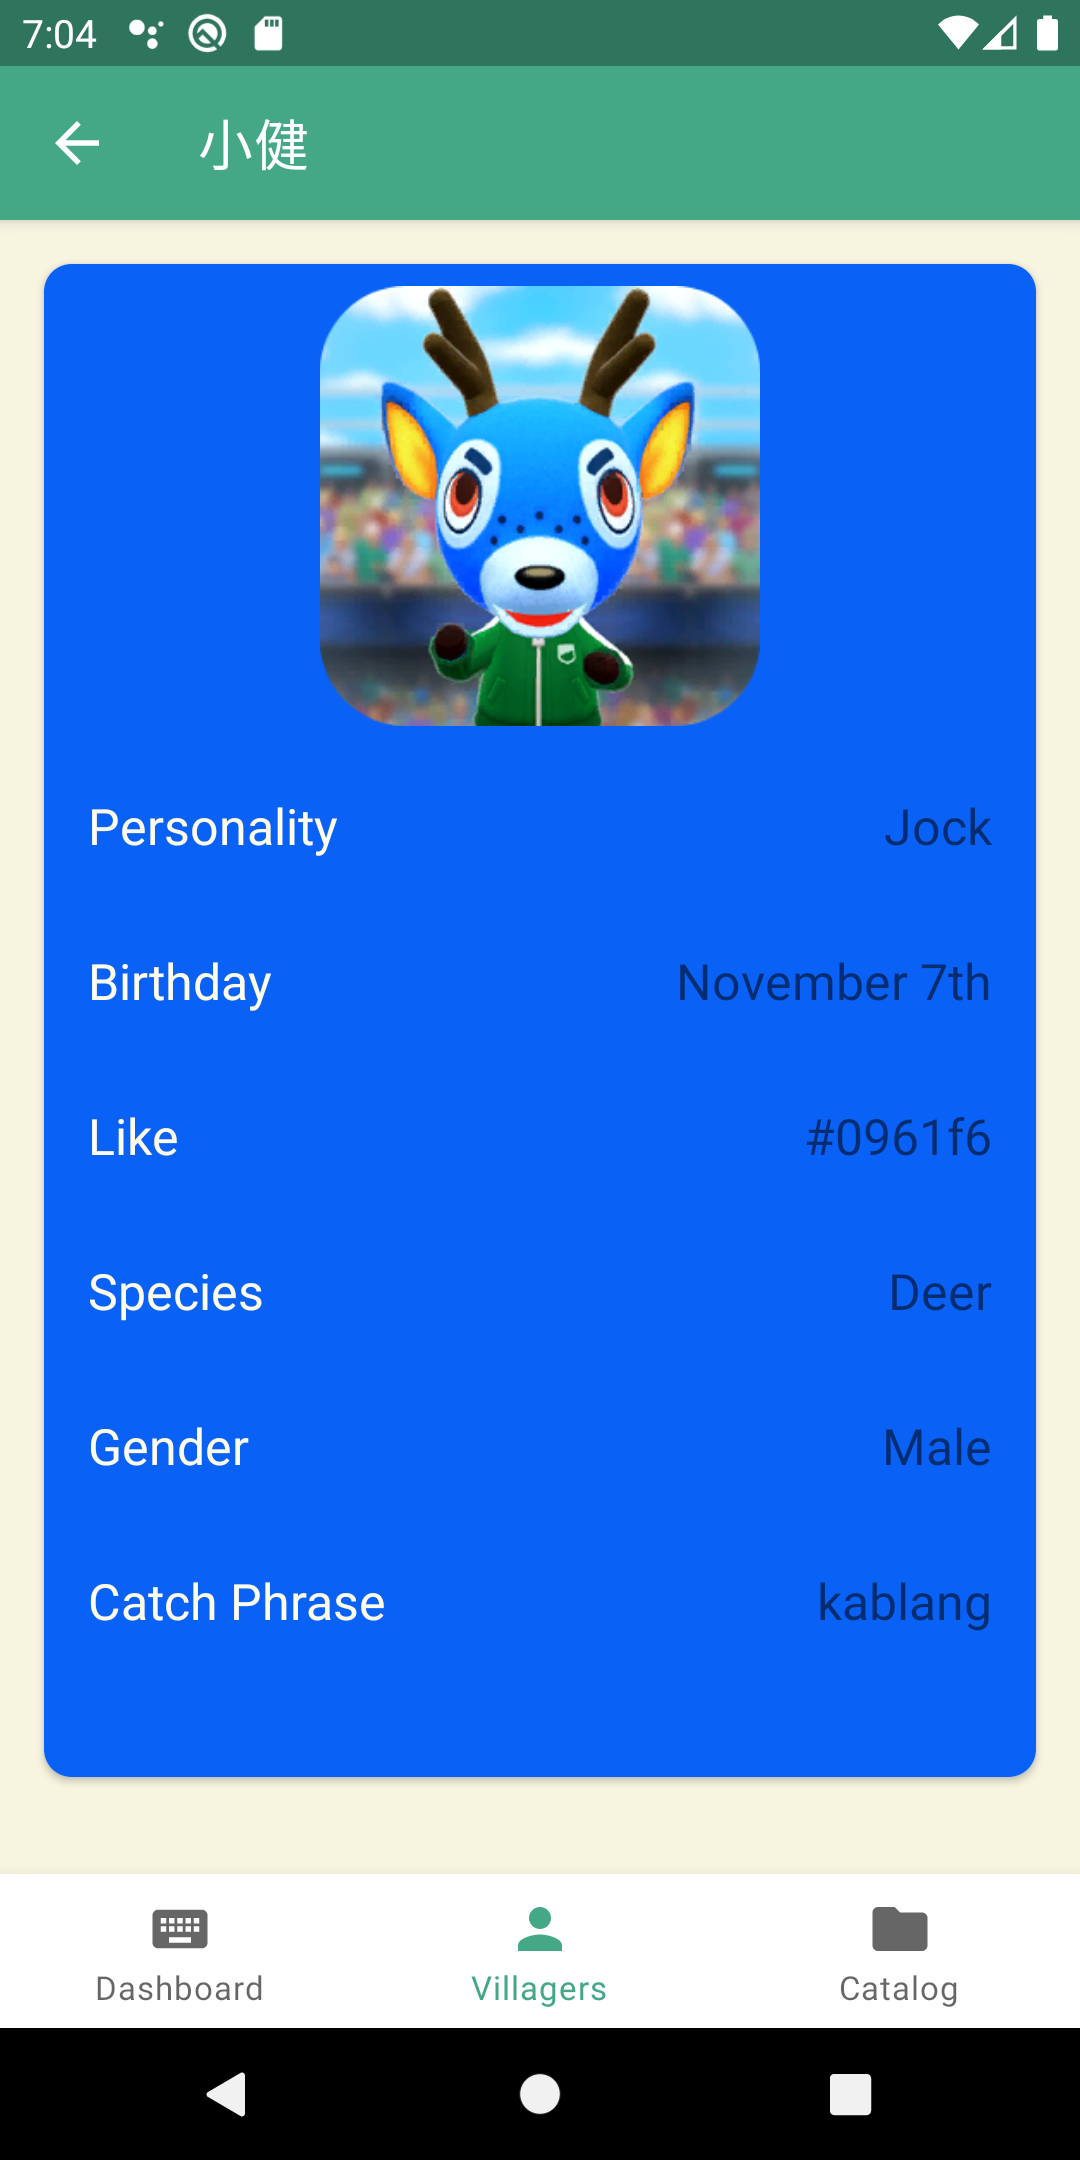 7:04
小健
Personality Jock
Birthday November 7th
Like #0961f6
Species Deer
Gender Male
Catch Phrase kablang
Dashboard Villagers Catalog